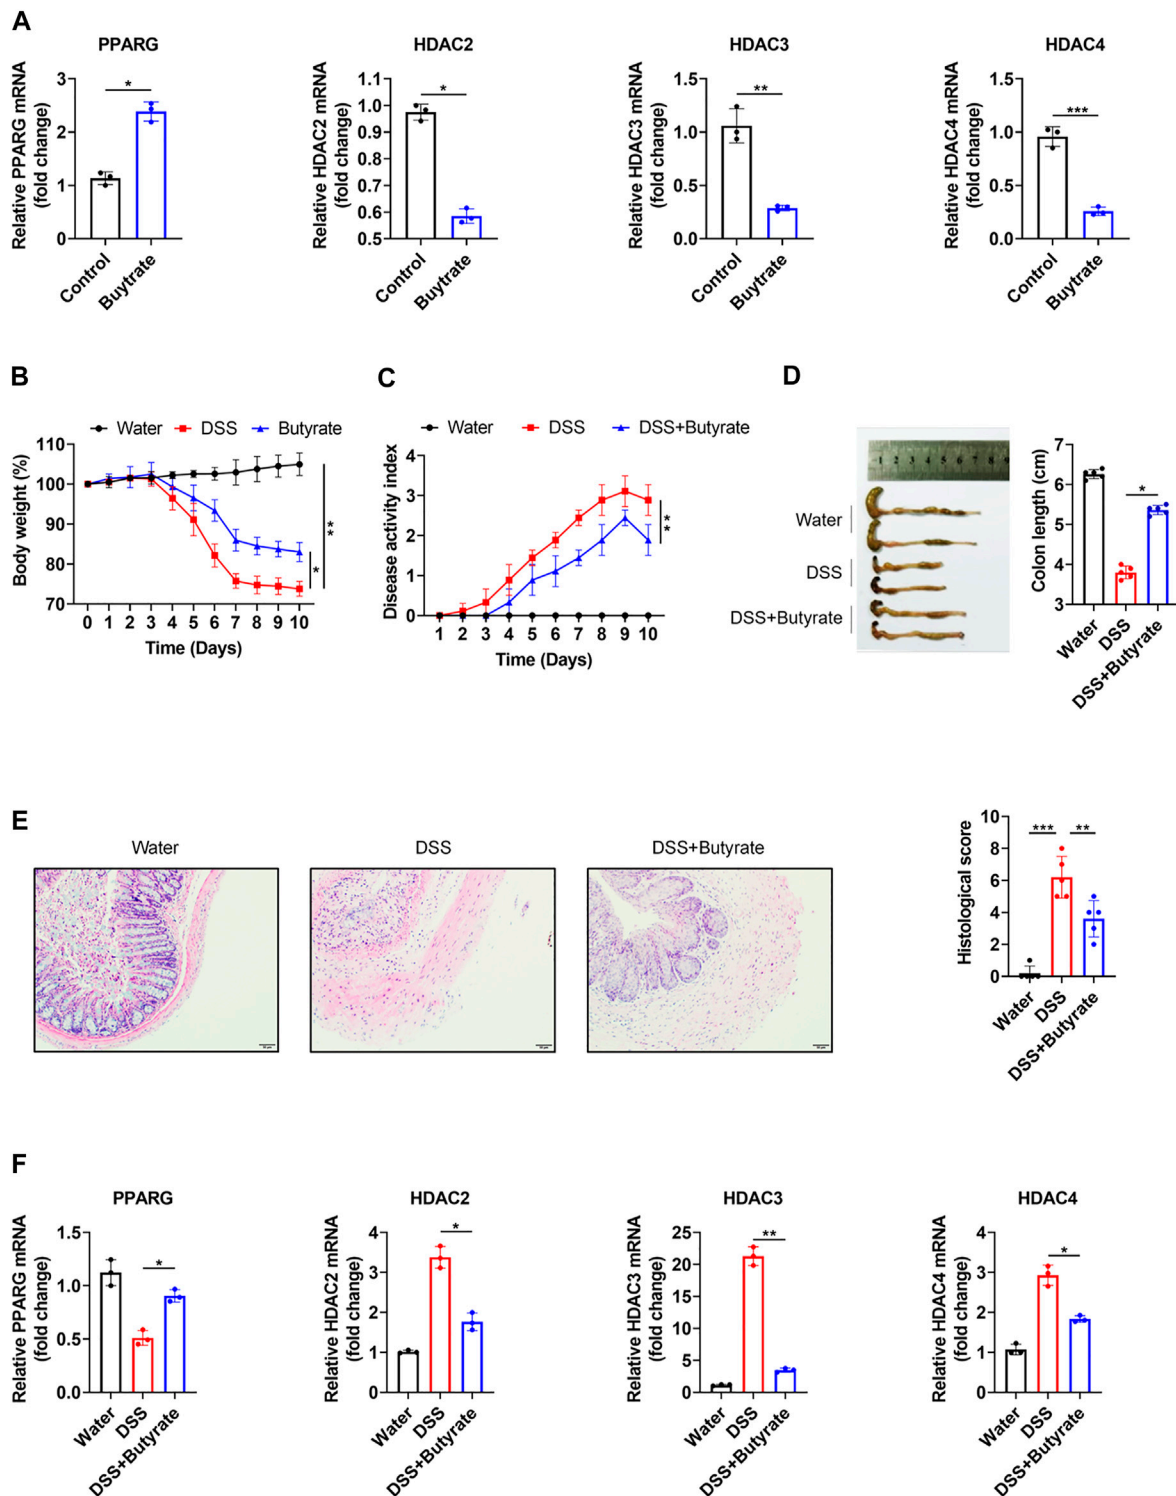 A
PPARG
Relative PPARG mRNA
(fold change)
3
2
1
0
*
Control
Buytrate
HDAC2
Relative HDAC2 mRNA
(fold change)
1.1
1.0
0.9
0.8
0.7
0.6
0.5
*
Control
Buytrate
HDAC3
Relative HDAC3 mRNA
(fold change)
1.5
1.0
0.5
0.0
**
Control
Buytrate
HDAC4
Relative HDAC4 mRNA
(fold change)
1.5
1.0
0.5
0.0
***
Control
Buytrate
B
Water DSS Butyrate
Body weight (%)
110
100
90
80
70
**
*
0 1 2 3 4 5 6 7 8 9 10
Time (Days)
C
Water DSS DSS+Butyrate
Disease activity index
4
3
2
1
0
**
1 2 3 4 5 6 7 8 9 10
Time (Days)
D
1 2 3 4 5 6 7 8 9
Water
DSS
DSS+Butyrate
Colon length (cm)
7
6
5
4
3
*
Water
DSS
DSS+Butyrate
E
Water
DSS
DSS+Butyrate
Histological score
10
8
6
4
2
0
*** **
Water
DSS
DSS+Butyrate
F
PPARG
Relative PPARG mRNA
(fold change)
1.5
1.0
0.5
0.0
*
Water
DSS
DSS+Butyrate
HDAC2
Relative HDAC2 mRNA
(fold change)
4
3
2
1
0
*
Water
DSS
DSS+Butyrate
HDAC3
Relative HDAC3 mRNA
(fold change)
25
20
15
10
5
0
**
Water
DSS
DSS+Butyrate
HDAC4
Relative HDAC4 mRNA
(fold change)
4
3
2
1
0
*
Water
DSS
DSS+Butyrate